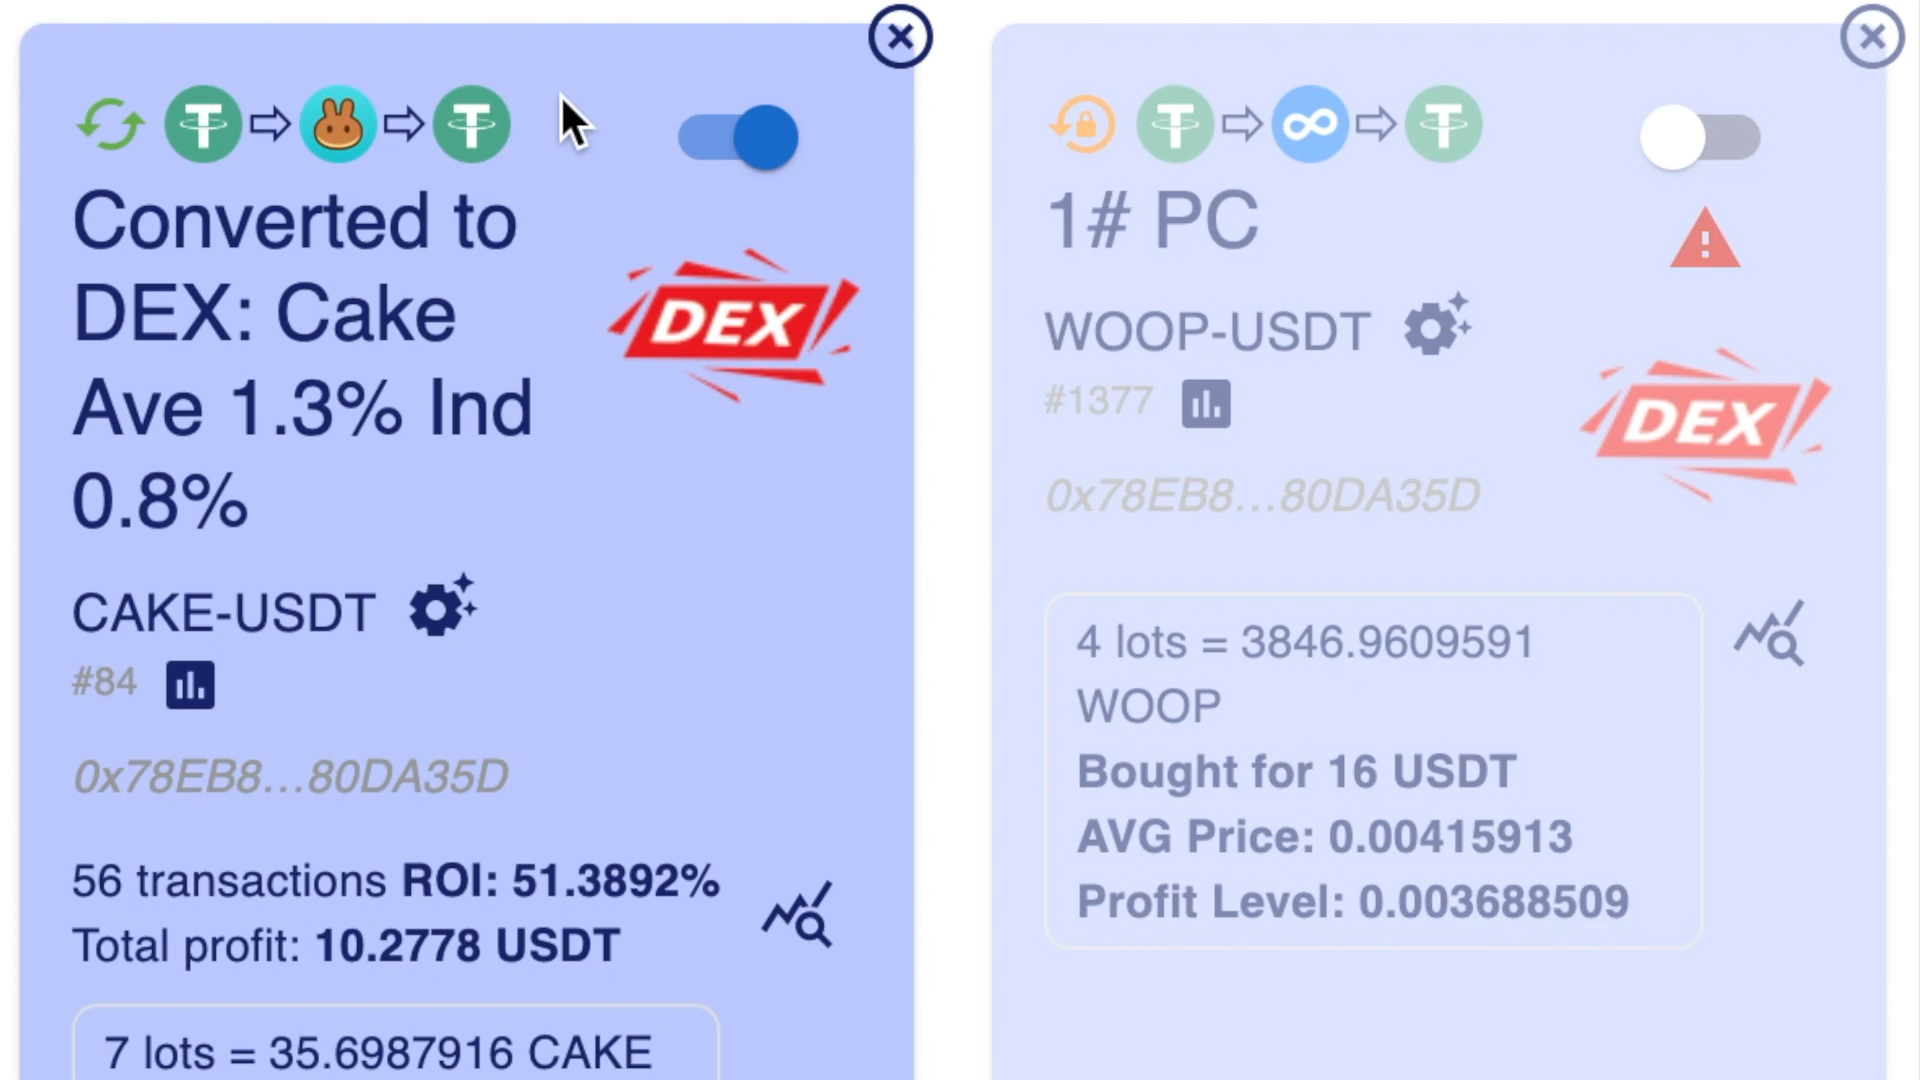 Converted to
DEX: Cake
Ave 1.3% Ind
0.8%
DEX
CAKE-USDT
#84
0x78EB8...80DA35D
56 transactions ROI: 51.3892%
Total profit: 10.2778 USDT
7 lots = 35.6987916 CAKE
1# PC
WOOP-USDT
#1377
DEX
0x78EB8...80DA35D
4 lots = 3846.9609591
WOOP
Bought for 16 USDT
AVG Price: 0.00415913
Profit Level: 0.003688509